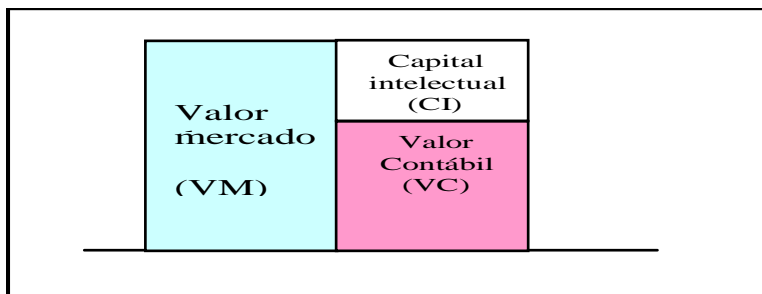 Valor
mercado
(VM)
Capital
intelectual
(CI)
Valor
Contábil
(VC)